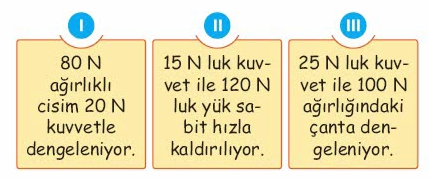 I
80 N
ağırlıklı
cisim 20 N
kuvvetle
dengeleniyor.
II
15 N luk kuv-
vet ile 120 N
luk yük sa-
bit hızla
kaldırılıyor.
III
25 N luk kuv-
vet ile 100 N
ağırlığındaki
çanta den-
geleniyor.